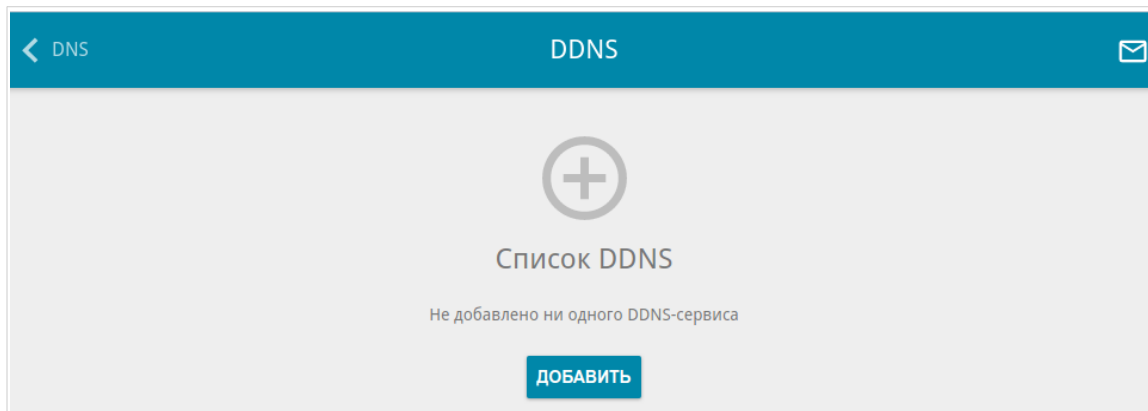 DNS
DDNS
Список DDNS
Не добавлено ни одного DDNS-сервиса
ДОБАВИТЬ